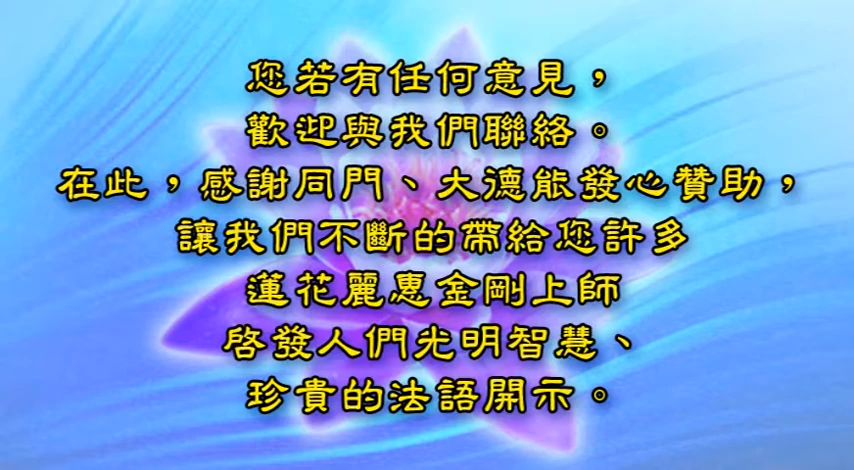 您若有任何意見，
歡迎與我們聯絡。
在此，感謝同門、大德能發心贊助，
讓我們不斷的帶給您許多
蓮花麗惠金剛上師
啓發人們光明智慧、
珍貴的法語開示。